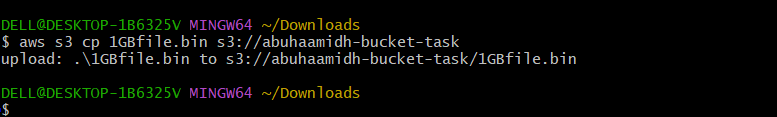 DELL@DESKTOP-1B6325V MINGW64 ~/Downloads
$ aws s3 cp 1GBfile.bin s3://abuhaamidh-bucket-task
upload: .\1GBfile.bin to s3://abuhaamidh-bucket-task/1GBfile.bin
DELL@DESKTOP-1B6325V MINGW64 ~/Downloads
$